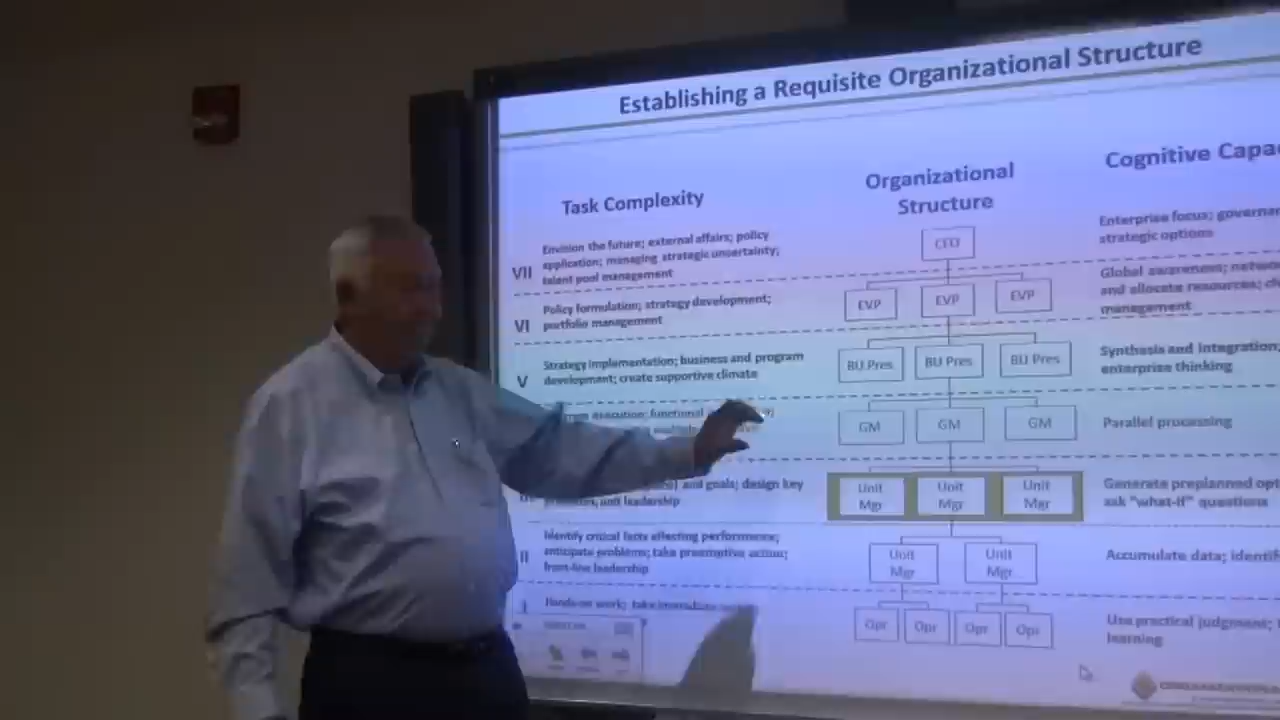 Establishing a Requisite Organizational Structure
Task Complexity
Organizational
Structure
Cognitive Capa
VII
Envision the future; external affairs; policy
application; managing strategic uncertainty;
talent pool management
CEO
Enterprise focus; governa
strategic options
VI
Policy formulation; strategy development;
portfolio management
EVP EVP EVP
Global awareness; netwo
and allocate resources; ch
management
V
Strategy implementation; business and program
development; create supportive climate
BU Pres BU Pres BU Pres
Synthesis and integration;
enterprise thinking
execution; functional
GM GM GM
Parallel processing
and goals; design key
unit leadership
Unit Mgr
Unit Mgr
Unit Mgr
Generate preplanned opt
ask "what-if" questions
II
Identify critical facts affecting performance;
anticipate problems; take preemptive action;
front-line leadership
Unit Mgr
Unit Mgr
Accumulate data; identif
I
Hands-on work; take immediate
Opr Opr Opr Opr
Use practical judgment;
learning